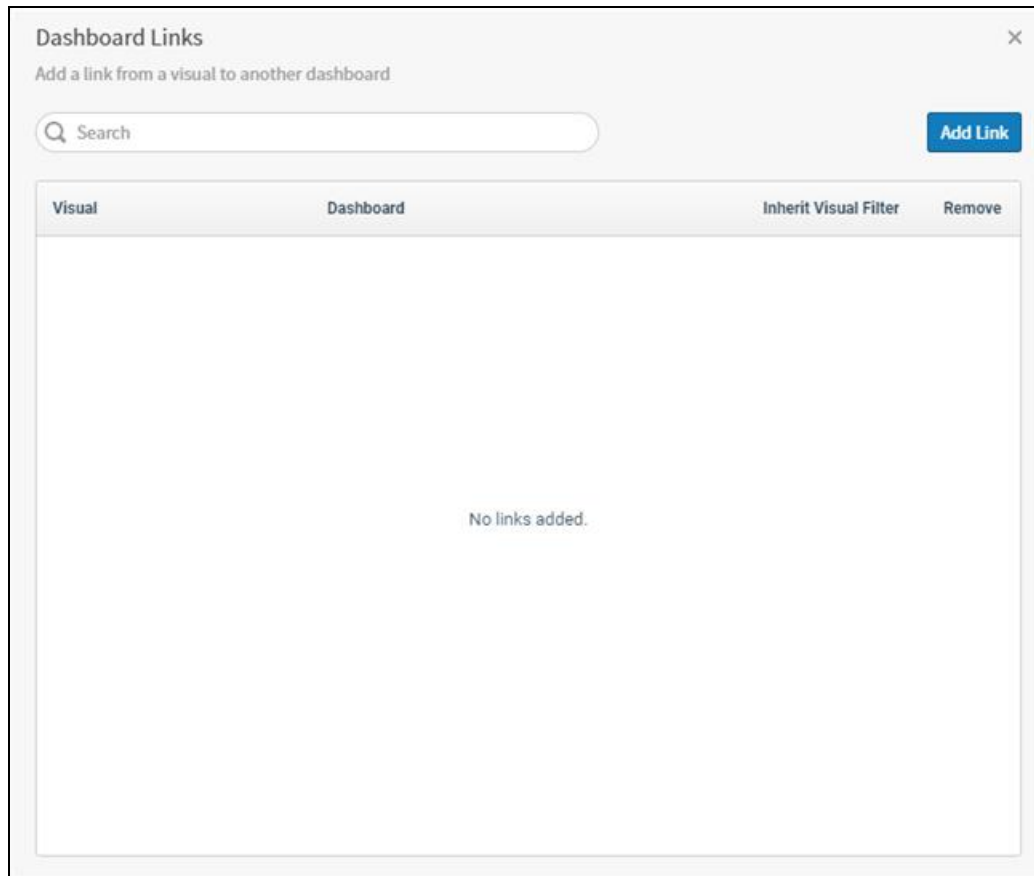 Dashboard Links
Add a link from a visual to another dashboard
Search
Add Link
Visual Dashboard Inherit Visual Filter Remove
No links added.